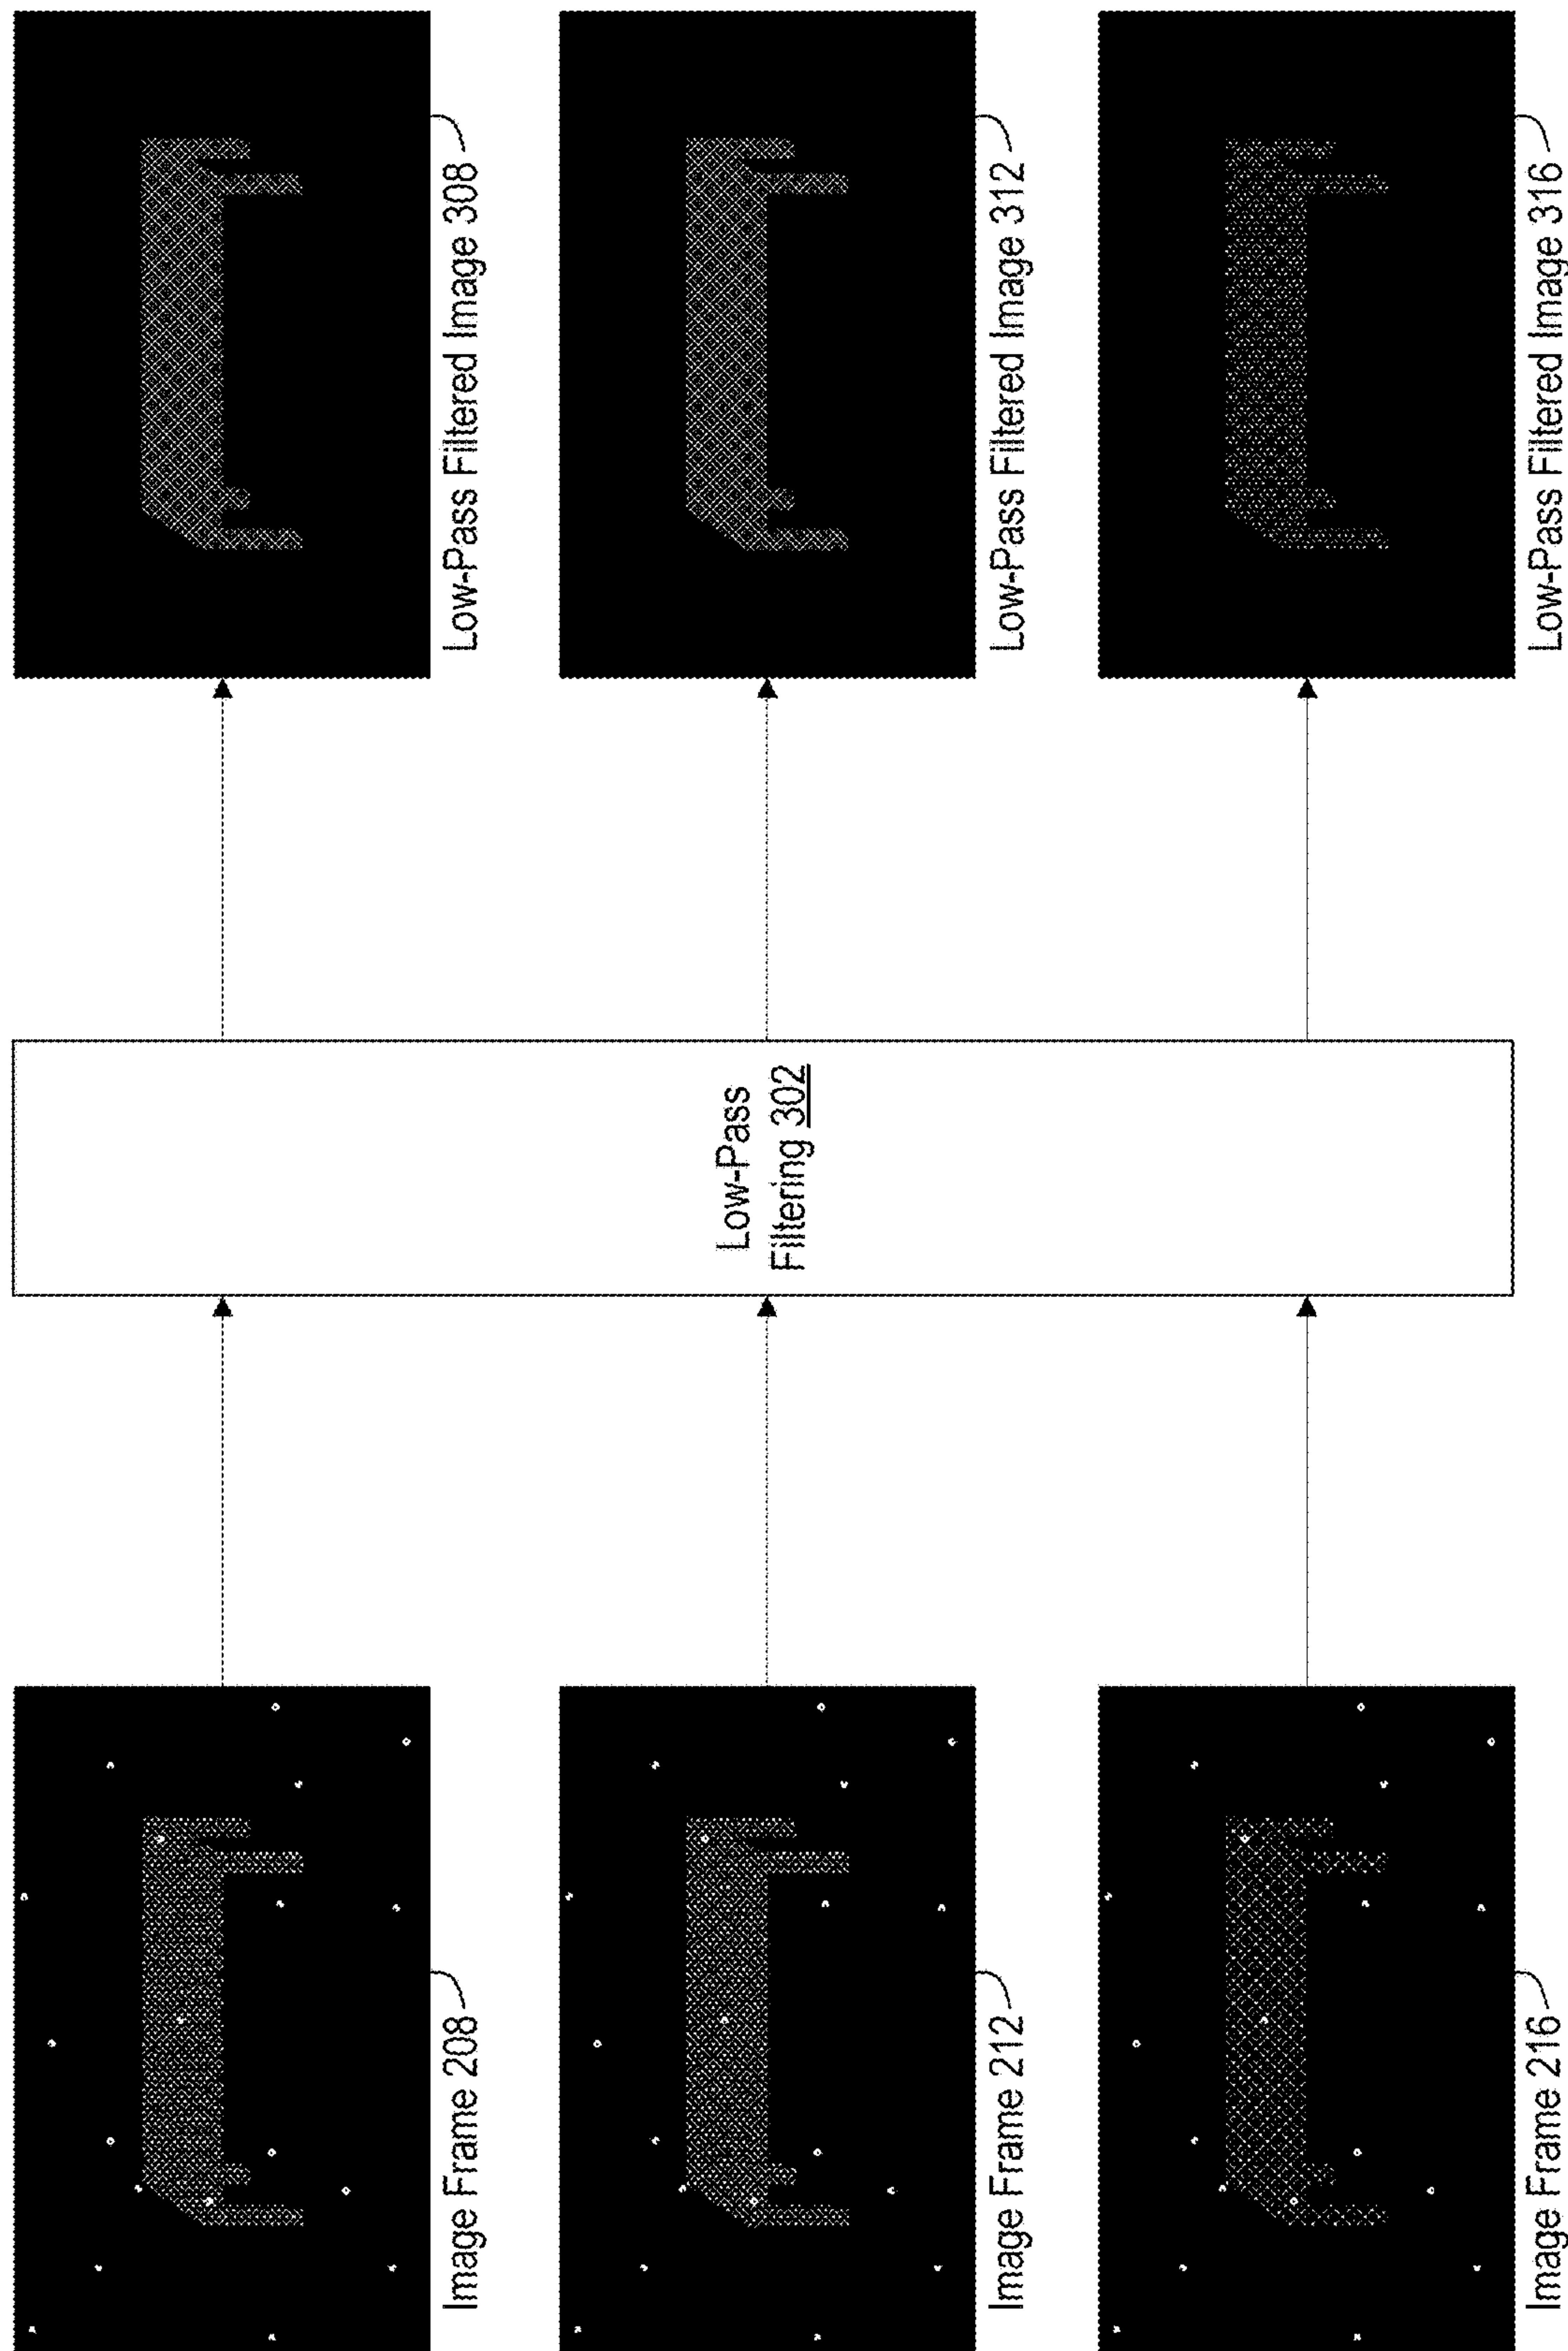 Image Frame 208
Image Frame 212
Image Frame 216
Low-Pass
Filtering 302
Low-Pass Filtered Image 308
Low-Pass Filtered Image 312
Low-Pass Filtered Image 316